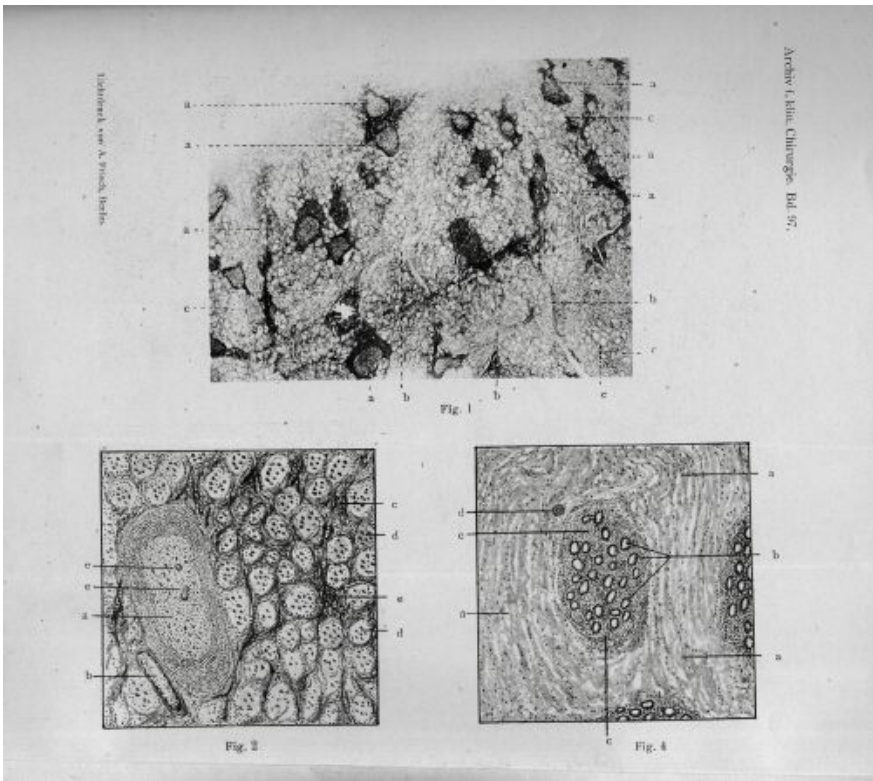 Archiv f. klin. Chirurgie. Bd. 97.
Lichtdruck von A. Frisch, Berlin.
a
a
a
c
a
c
a
a
b
c
a
b
b
c
Fig. 1
c
d
e
e
a
e
d
b
Fig. 2
a
d
e
b
a
a
c
Fig. 4